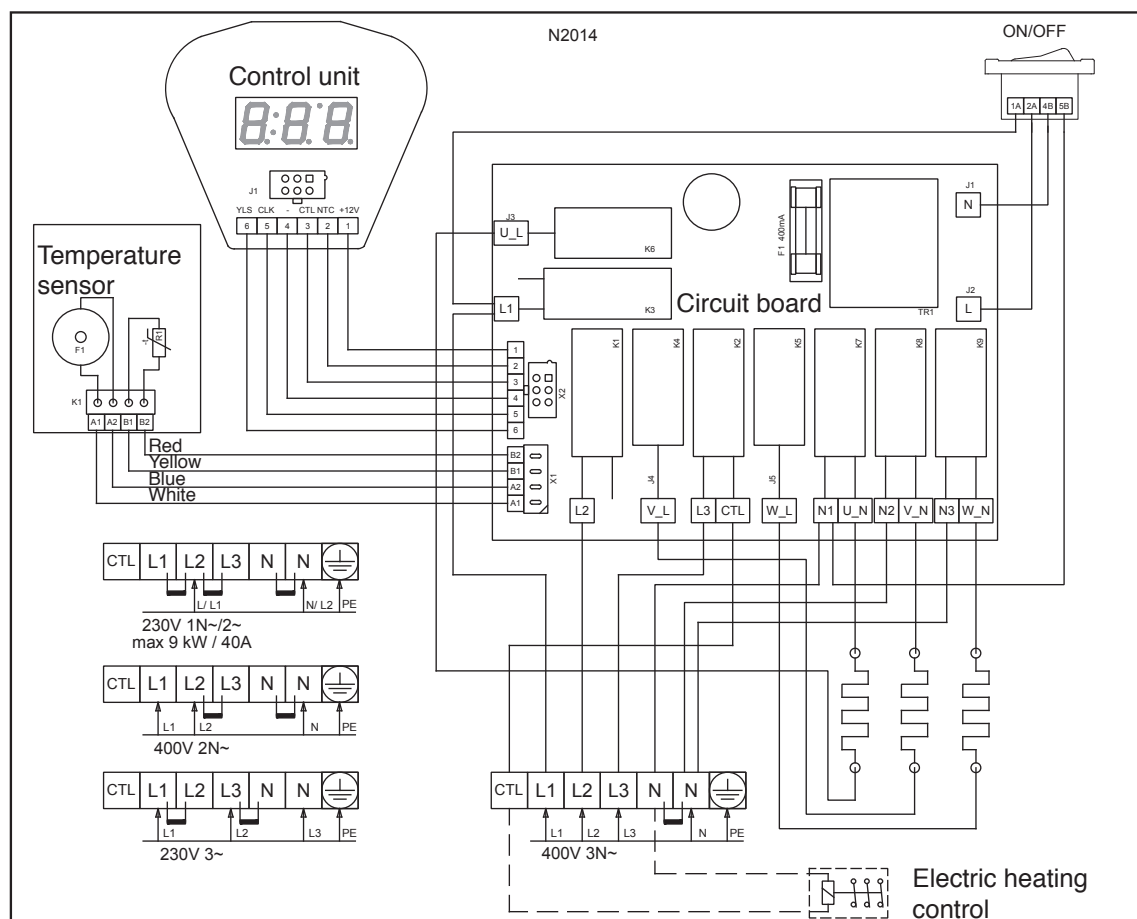 N2014
ON/OFF
1A 2A 4B 5B
Control unit
8:8°8
J1
YLS CLK - CTL NTC +12V
6 5 4 3 2 1
Temperature
sensor
F1
-t
R1
K1
A1 A2 B1 B2
Red
Yellow
Blue
White
J3
U_L
K6
L1
K3
Circuit board
F1 400mA
TR1
J1
N
J2
L
1
2
3
4
5
6
X2
B2
B1
A2
A1
X1
K1
K4
K2
K5
K7
K8
K9
J4
J5
L2 V_L L3 CTL W_L N1 U_N N2 V_N N3 W_N
CTL L1 L2 L3 N N
L/ L1 N/ L2 PE
230V 1N~/2~
max 9 kW / 40A
CTL L1 L2 L3 N N
L1 L2 N PE
400V 2N~
CTL L1 L2 L3 N N
L1 L2 L3 PE
230V 3~
CTL L1 L2 L3 N N
L1 L2 L3 N PE
400V 3N~
Electric heating
control